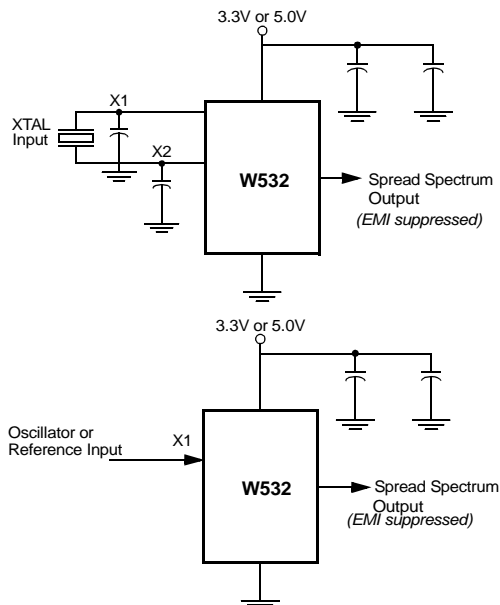 3.3V or 5.0V
X1
XTAL
Input
X2
W532
Spread Spectrum
Output
(EMI suppressed)
3.3V or 5.0V
Oscillator or
Reference Input
X1
W532
Spread Spectrum
Output
(EMI suppressed)